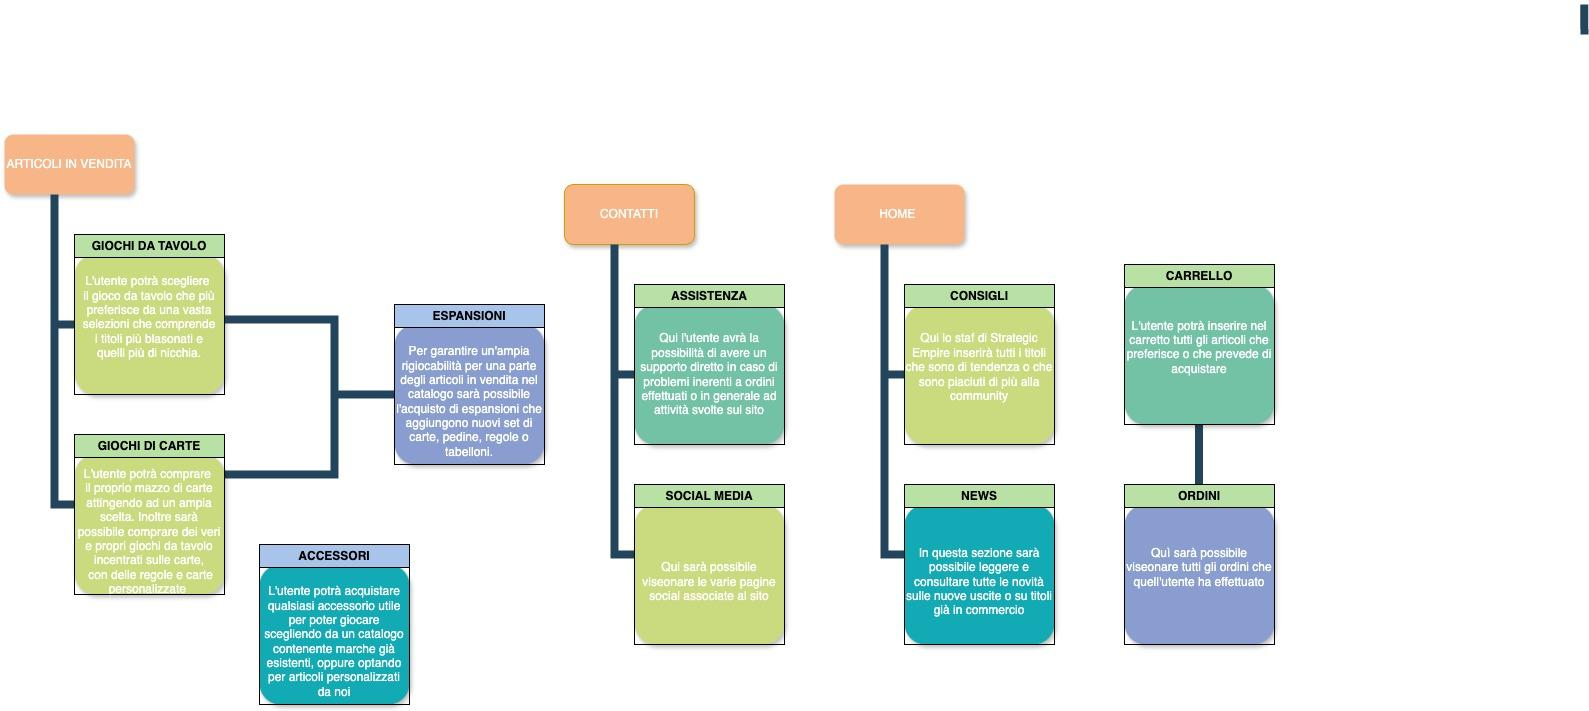 ARTICOLI IN VENDITA
GIOCHI DA TAVOLO
L'utente potrà scegliere
il gioco da tavolo che più
preferisce da una vasta
selezioni che comprende
i titoli più blasonati e
quelli più di nicchia.
GIOCHI DI CARTE
L'utente potrà comprare
il proprio mazzo di carte
attingendo ad un ampia
scelta. Inoltre sarà
possibile comprare dei veri
e propri giochi da tavolo
incentrati sulle carte,
con delle regole e carte
personalizzate
ESPANSIONI
Per garantire un'ampia
rigiocabilità per una parte
degli articoli in vendita nel
catalogo sarà possibile
l'acquisto di espansioni che
aggiungono nuovi set di
carte, pedine, regole o
tabelloni.
ACCESSORI
L'utente potrà acquistare
qualsiasi accessorio utile
per poter giocare
scegliendo da un catalogo
contenente marche già
esistenti, oppure optando
per articoli personalizzati
da noi
CONTATTI
ASSISTENZA
Qui l'utente avrà la
possibilità di avere un
supporto diretto in caso di
problemi inerenti a ordini
effettuati o in generale ad
attività svolte sul sito
SOCIAL MEDIA
Qui sarà possibile
viseonare le varie pagine
social associate al sito
HOME
CONSIGLI
Qui lo staf di Strategic
Empire inserirà tutti i titoli
che sono di tendenza o che
sono piaciuti di più alla
community
NEWS
In questa sezione sarà
possibile leggere e
consultare tutte le novità
sulle nuove uscite o su titoli
già in commercio
CARRELLO
L'utente potrà inserire nel
carretto tutti gli articoli che
preferisce o che prevede di
acquistare
ORDINI
Quì sarà possibile
viseonare tutti gli ordini che
quell'utente ha effettuato